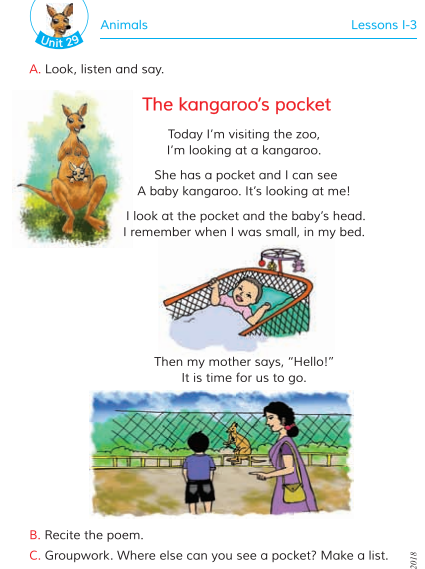 Animals
Lessons 1-3
Unit 29
A. Look, listen and say.
The kangaroo's pocket
Today I'm visiting the zoo,
I'm looking at a kangaroo.
She has a pocket and I can see
A baby kangaroo. It's looking at me!
I look at the pocket and the baby's head.
I remember when I was small, in my bed.
Then my mother says, “Hello!”
It is time for us to go.
B. Recite the poem.
C. Groupwork. Where else can you see a pocket? Make a list.
2018